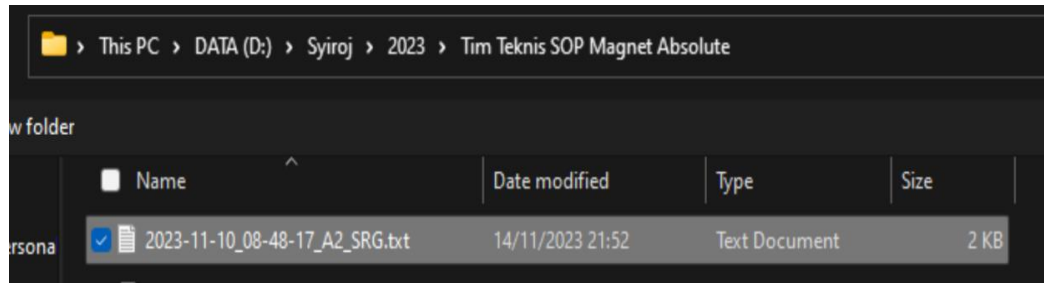 This PC > DATA (D:) > Syiroj > 2023 > Tim Teknis SOP Magnet Absolute
w folder
Name Date modified Type Size
ersona 2023-11-10_08-48-17_A2_SRG.txt 14/11/2023 21:52 Text Document 2 KB